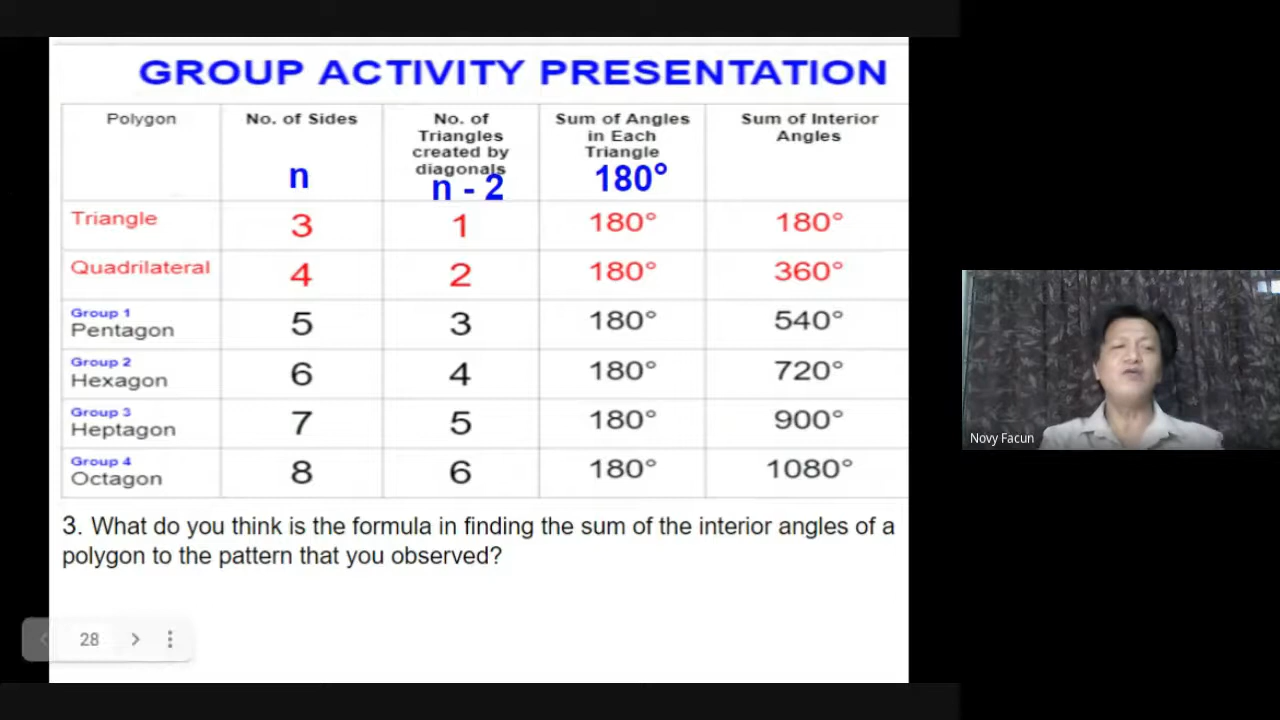 GROUP ACTIVITY PRESENTATION
Polygon
No. of Sides
n
No. of
Triangles
created by
diagonals
n - 2
Sum of Angles
in Each
Triangle
180°
Sum of Interior
Angles
Triangle 3 1 180° 180°
Quadrilateral 4 2 180° 360°
Group 1
Pentagon 5 3 180° 540°
Group 2
Hexagon 6 4 180° 720°
Group 3
Heptagon 7 5 180° 900°
Group 4
Octagon 8 6 180° 1080°
3. What do you think is the formula in finding the sum of the interior angles of a
polygon to the pattern that you observed?
28
Novy Facun